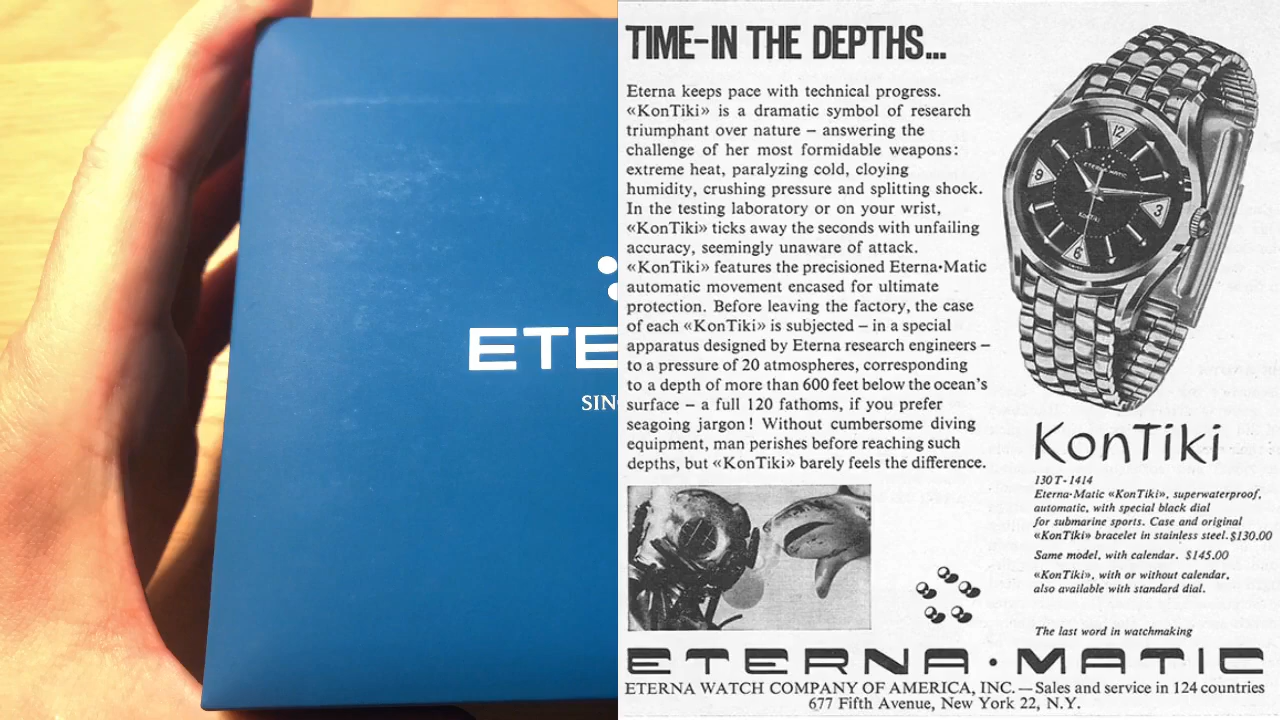 ETE
SIN
TIME-IN THE DEPTHS...
Eterna keeps pace with technical progress.
«KonTiki» is a dramatic symbol of research
triumphant over nature – answering the
challenge of her most formidable weapons:
extreme heat, paralyzing cold, cloying
humidity, crushing pressure and splitting shock.
In the testing laboratory or on your wrist,
«KonTiki» ticks away the seconds with unfailing
accuracy, seemingly unaware of attack.
«KonTiki» features the precisioned Eterna·Matic
automatic movement encased for ultimate
protection. Before leaving the factory, the case
of each «KonTiki» is subjected – in a special
apparatus designed by Eterna research engineers –
to a pressure of 20 atmospheres, corresponding
to a depth of more than 600 feet below the ocean's
surface – a full 120 fathoms, if you prefer
seagoing jargon! Without cumbersome diving
equipment, man perishes before reaching such
depths, but «KonTiki» barely feels the difference.
12
ETERNA·MATIC
9
3
KONTIKI
6
KonTiki
130T-1414
Eterna·Matic «KonTiki», superwaterproof,
automatic, with special black dial
for submarine sports. Case and original
«KonTiki» bracelet in stainless steel. $130.00
Same model, with calendar. $145.00
«KonTiki», with or without calendar,
also available with standard dial.
The last word in watchmaking
ETERNA·MATIC
ETERNA WATCH COMPANY OF AMERICA, INC. — Sales and service in 124 countries
677 Fifth Avenue, New York 22, N.Y.